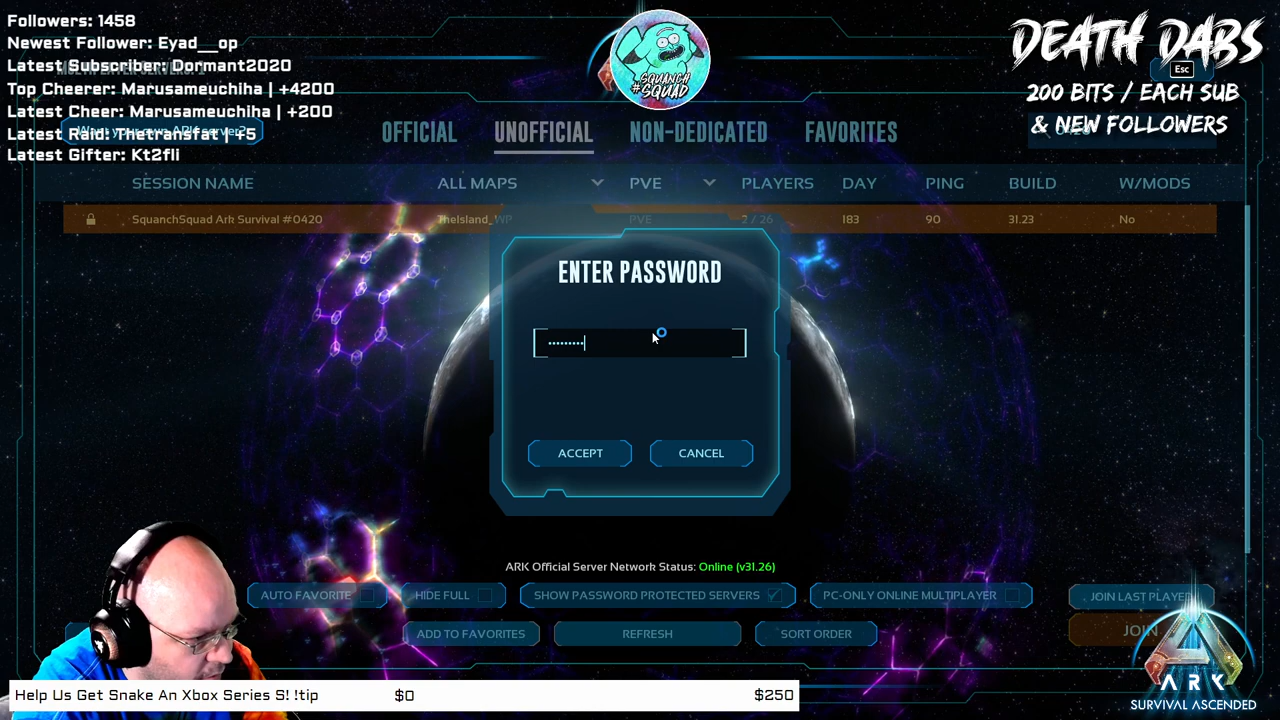 Followers: 1458
Newest Follower: Eyad__op
Latest Subscriber: Dormant2020
Top Cheerer: Marusameuchiha | +4200
Latest Cheer: Marusameuchiha | +200
Latest Raid: Thetransfat | +5
Latest Gifter: Kt2fli
SQUANCH
#SQUAD
DEATH DABS
Esc
200 BITS / EACH SUB
& NEW FOLLOWERS
OFFICIAL UNOFFICIAL NON-DEDICATED FAVORITES
SESSION NAME ALL MAPS PVE PLAYERS DAY PING BUILD W/MODS
SquanchSquad Ark Survival #0420 TheIsland_WP PVE 2 / 26 183 90 31.23 No
ENTER PASSWORD
ACCEPT CANCEL
ARK Official Server Network Status: Online (v31.26)
AUTO FAVORITE HIDE FULL SHOW PASSWORD PROTECTED SERVERS PC-ONLY ONLINE MULTIPLAYER JOIN LAST PLAYED
ADD TO FAVORITES REFRESH SORT ORDER JOIN
Help Us Get Snake An Xbox Series S! !tip $0 $250
ARK
SURVIVAL ASCENDED